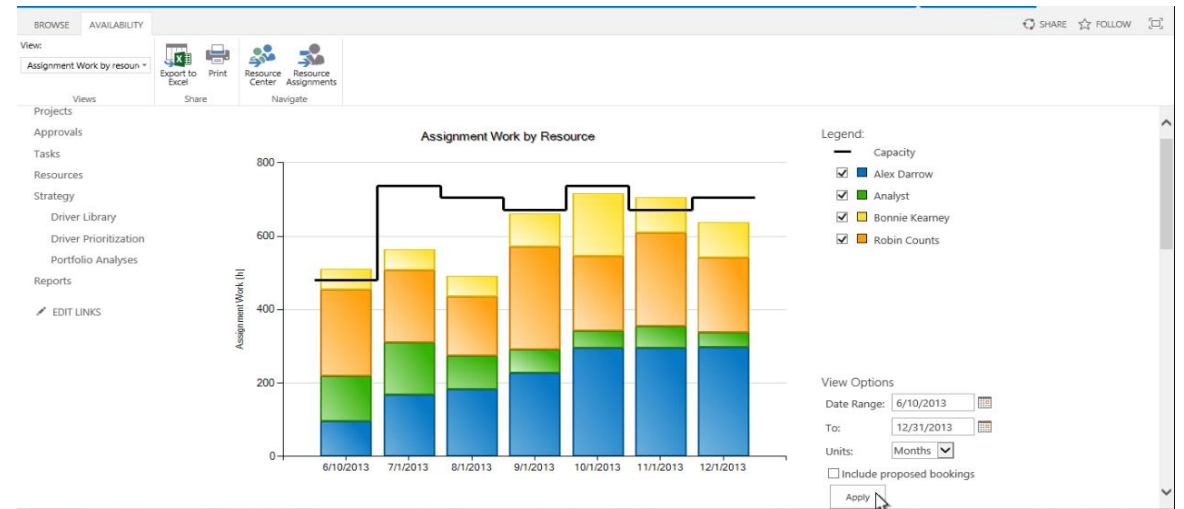 BROWSE AVAILABILITY SHARE FOLLOW
View:
Assignment Work by resour
Export to Excel
Print
Resource Center
Resource Assignments
Views Share Navigate
Projects
Approvals
Tasks
Resources
Strategy
Driver Library
Driver Prioritization
Portfolio Analyses
Reports
EDIT LINKS
Assignment Work by Resource
Assignment Work [h]
800
600
400
200
0
6/10/2013 7/1/2013 8/1/2013 9/1/2013 10/1/2013 11/1/2013 12/1/2013
Legend:
Capacity
Alex Darrow
Analyst
Bonnie Kearney
Robin Counts
View Options
Date Range: 6/10/2013
To: 12/31/2013
Units: Months
Include proposed bookings
Apply